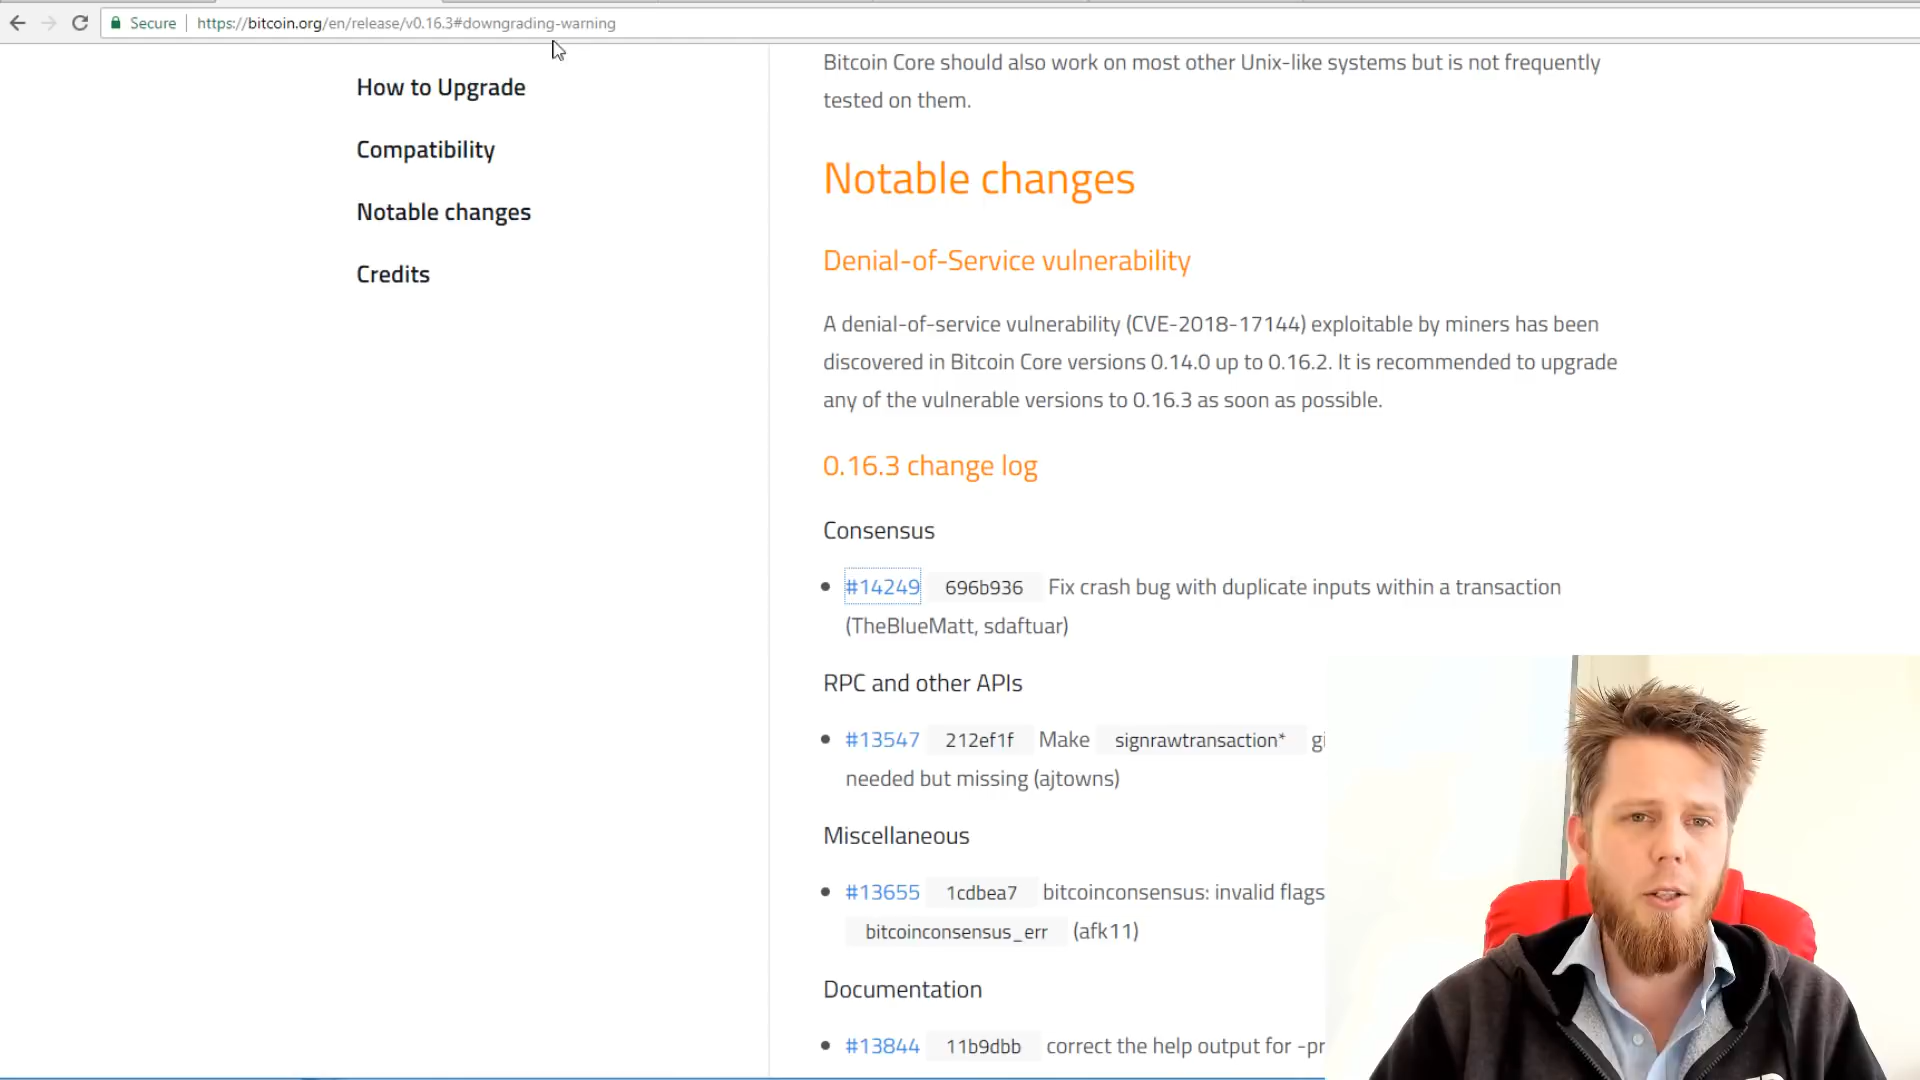 Secure https://bitcoin.org/en/release/v0.16.3#downgrading-warning
How to Upgrade
Compatibility
Notable changes
Credits
Bitcoin Core should also work on most other Unix-like systems but is not frequently
tested on them.
Notable changes
Denial-of-Service vulnerability
A denial-of-service vulnerability (CVE-2018-17144) exploitable by miners has been
discovered in Bitcoin Core versions 0.14.0 up to 0.16.2. It is recommended to upgrade
any of the vulnerable versions to 0.16.3 as soon as possible.
0.16.3 change log
Consensus
#14249 696b936 Fix crash bug with duplicate inputs within a transaction
(TheBlueMatt, sdaftuar)
RPC and other APIs
#13547 212ef1f Make signrawtransaction* gi
needed but missing (ajtowns)
Miscellaneous
#13655 1cdbea7 bitcoinconsensus: invalid flags
bitcoinconsensus_err (afk11)
Documentation
#13844 11b9dbb correct the help output for -pr